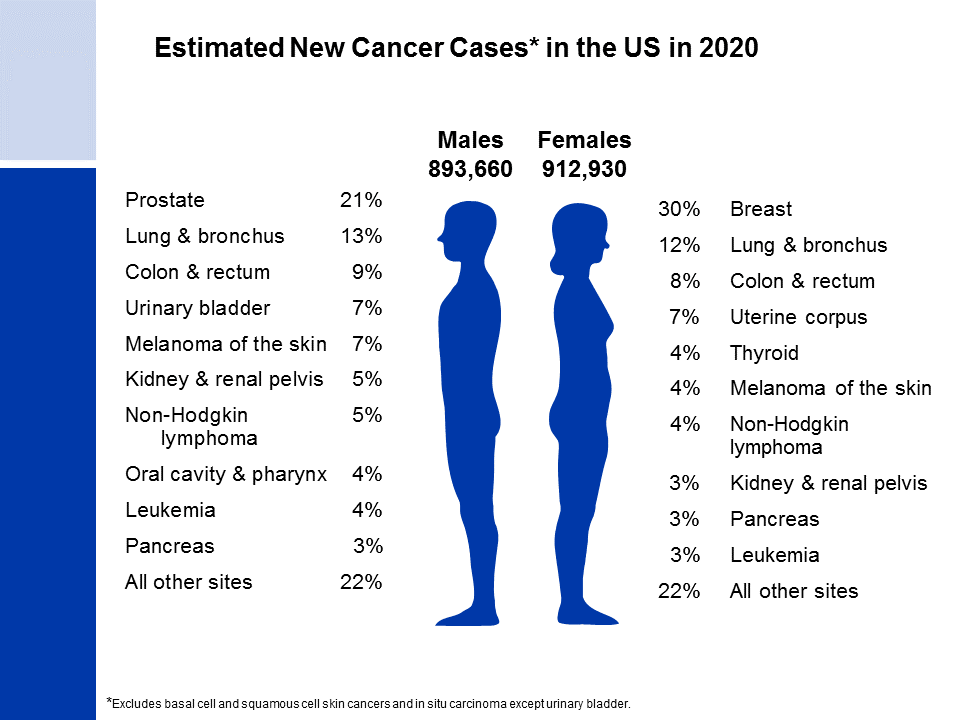 Estimated New Cancer Cases* in the US in 2020
Males
893,660
Females
912,930
Prostate 21%
Lung & bronchus 13%
Colon & rectum 9%
Urinary bladder 7%
Melanoma of the skin 7%
Kidney & renal pelvis 5%
Non-Hodgkin 5%
lymphoma
Oral cavity & pharynx 4%
Leukemia 4%
Pancreas 3%
All other sites 22%
30% Breast
12% Lung & bronchus
8% Colon & rectum
7% Uterine corpus
4% Thyroid
4% Melanoma of the skin
4% Non-Hodgkin
lymphoma
3% Kidney & renal pelvis
3% Pancreas
3% Leukemia
22% All other sites
*Excludes basal cell and squamous cell skin cancers and in situ carcinoma except urinary bladder.